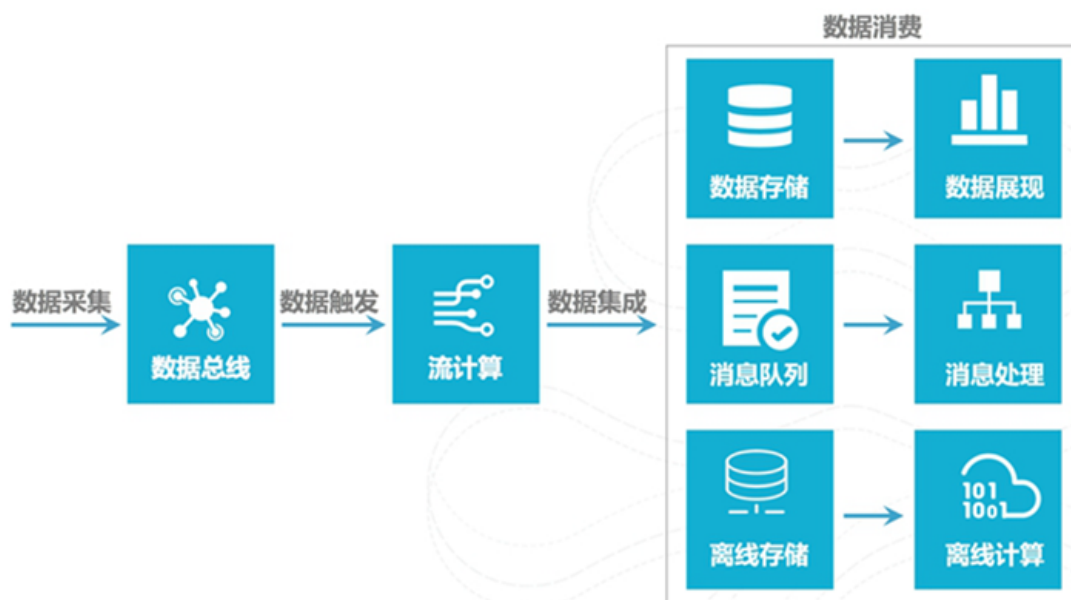 数据消费
数据存储
数据展现
数据采集
数据总线
数据触发
流计算
数据集成
消息队列
消息处理
离线存储
101
1001
离线计算